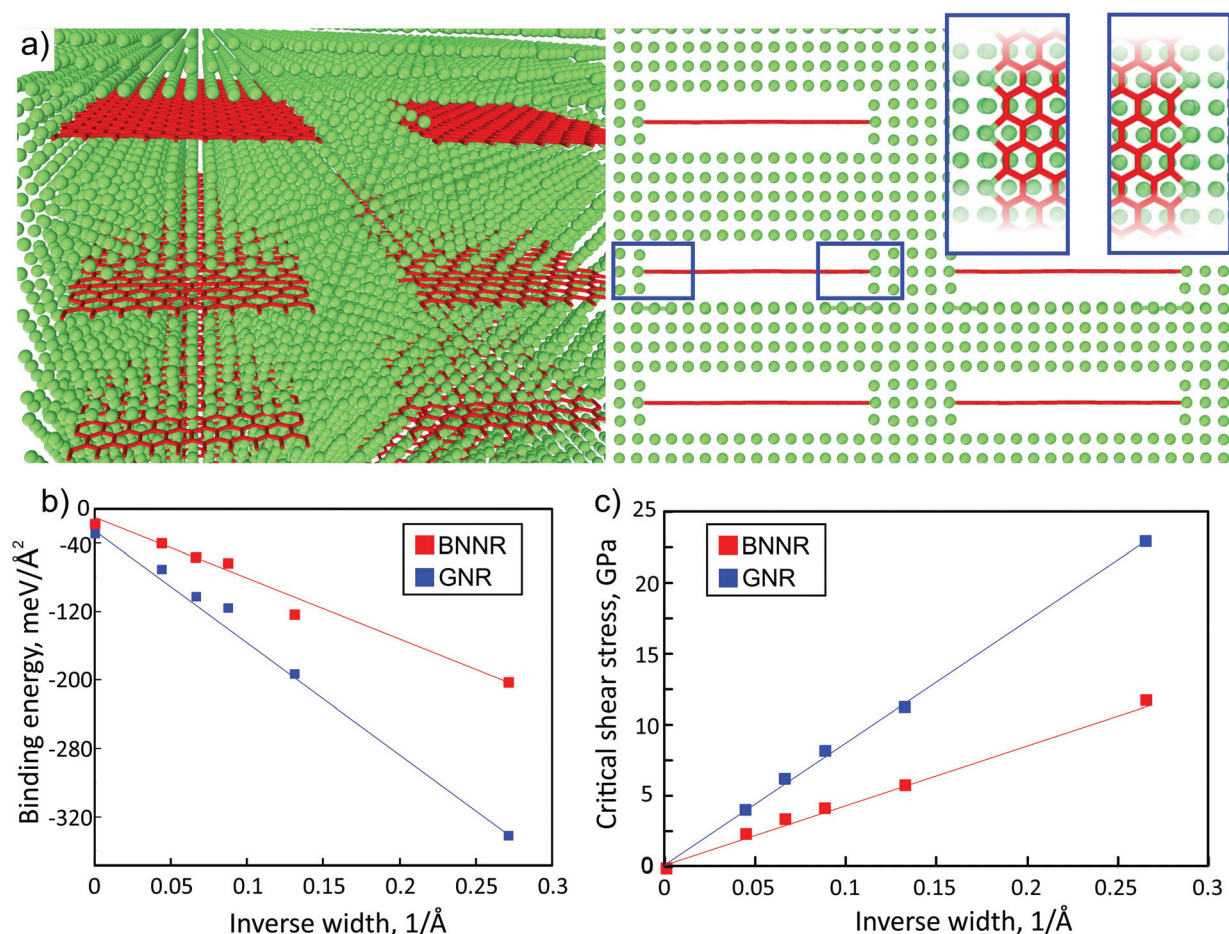 a)
b)
0
-40
-120
-200
-280
-320
Binding energy, meV/Å²
BNNR
GNR
0
0.05
0.1
0.15
0.2
0.25
0.3
Inverse width, 1/Å
c)
25
20
15
10
5
0
Critical shear stress, GPa
BNNR
GNR
0
0.05
0.1
0.15
0.2
0.25
0.3
Inverse width, 1/Å